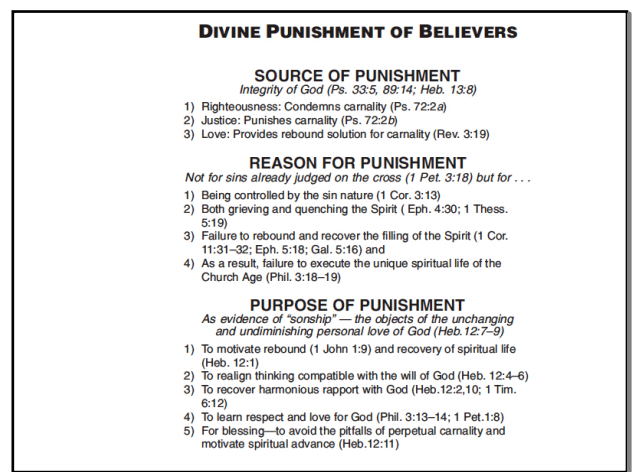 DIVINE PUNISHMENT OF BELIEVERS
SOURCE OF PUNISHMENT
Integrity of God (Ps. 33:5, 89:14; Heb. 13:8)
1) Righteousness: Condemns carnality (Ps. 72:2a)
2) Justice: Punishes carnality (Ps. 72:2b)
3) Love: Provides rebound solution for carnality (Rev. 3:19)
REASON FOR PUNISHMENT
Not for sins already judged on the cross (1 Pet. 3:18) but for . . .
1) Being controlled by the sin nature (1 Cor. 3:13)
2) Both grieving and quenching the Spirit ( Eph. 4:30; 1 Thess.
5:19)
3) Failure to rebound and recover the filling of the Spirit (1 Cor.
11:31–32; Eph. 5:18; Gal. 5:16) and
4) As a result, failure to execute the unique spiritual life of the
Church Age (Phil. 3:18–19)
PURPOSE OF PUNISHMENT
As evidence of “sonship” — the objects of the unchanging
and undiminishing personal love of God (Heb.12:7–9)
1) To motivate rebound (1 John 1:9) and recovery of spiritual life
(Heb. 12:1)
2) To realign thinking compatible with the will of God (Heb. 12:4–6)
3) To recover harmonious rapport with God (Heb.12:2,10; 1 Tim.
6:12)
4) To learn respect and love for God (Phil. 3:13–14; 1 Pet.1:8)
5) For blessing—to avoid the pitfalls of perpetual carnality and
motivate spiritual advance (Heb.12:11)